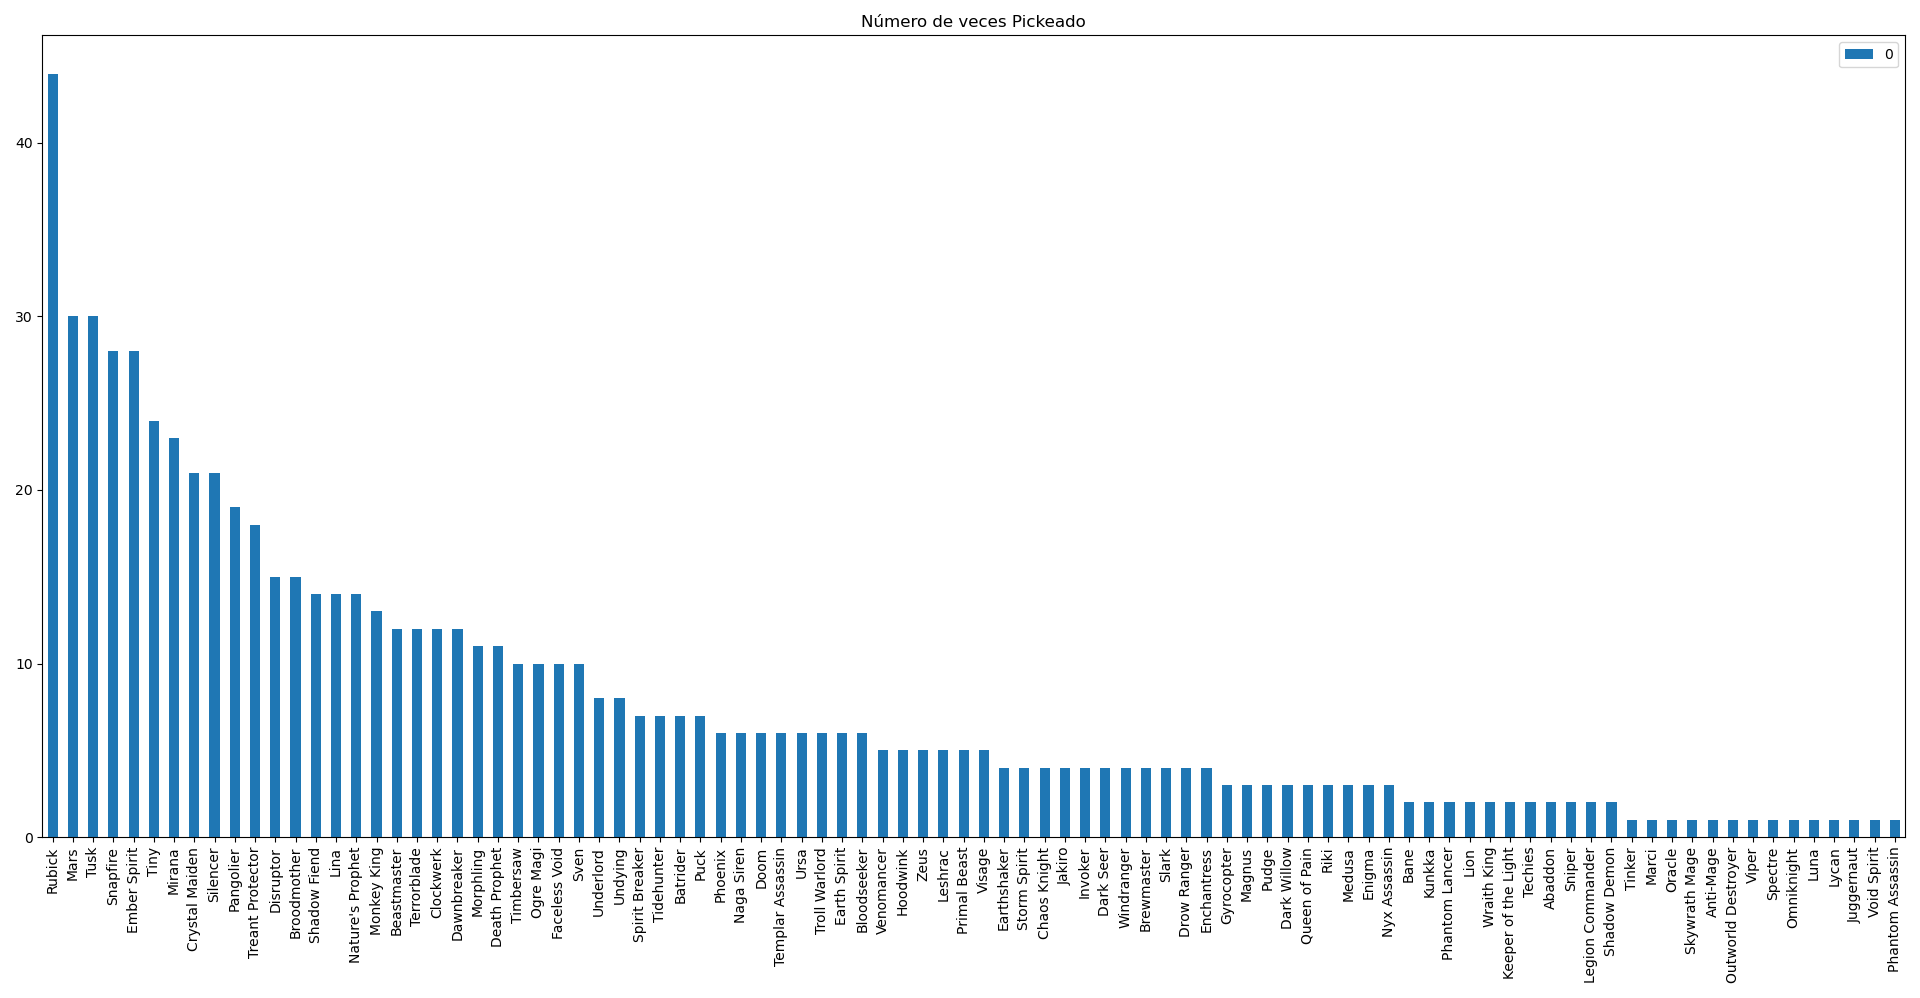 Número de veces Pickeado
0
40
30
20
10
0
Rubick
Mars
Tusk
Snapfire
Ember Spirit
Tiny
Mirana
Crystal Maiden
Silencer
Pangolier
Treant Protector
Disruptor
Broodmother
Shadow Fiend
Lina
Nature's Prophet
Monkey King
Beastmaster
Terrorblade
Clockwerk
Dawnbreaker
Morphling
Death Prophet
Timbersaw
Ogre Magi
Faceless Void
Sven
Underlord
Undying
Spirit Breaker
Tidehunter
Batrider
Puck
Phoenix
Naga Siren
Doom
Templar Assassin
Ursa
Troll Warlord
Earth Spirit
Bloodseeker
Venomancer
Hoodwink
Zeus
Leshrac
Primal Beast
Visage
Earthshaker
Storm Spirit
Chaos Knight
Jakiro
Invoker
Dark Seer
Windranger
Brewmaster
Slark
Drow Ranger
Enchantress
Gyrocopter
Magnus
Pudge
Dark Willow
Queen of Pain
Riki
Medusa
Enigma
Nyx Assassin
Bane
Kunkka
Phantom Lancer
Lion
Wraith King
Keeper of the Light
Techies
Abaddon
Sniper
Legion Commander
Shadow Demon
Tinker
Marci
Oracle
Skywrath Mage
Anti-Mage
Outworld Destroyer
Viper
Spectre
Omniknight
Luna
Lycan
Juggernaut
Void Spirit
Phantom Assassin